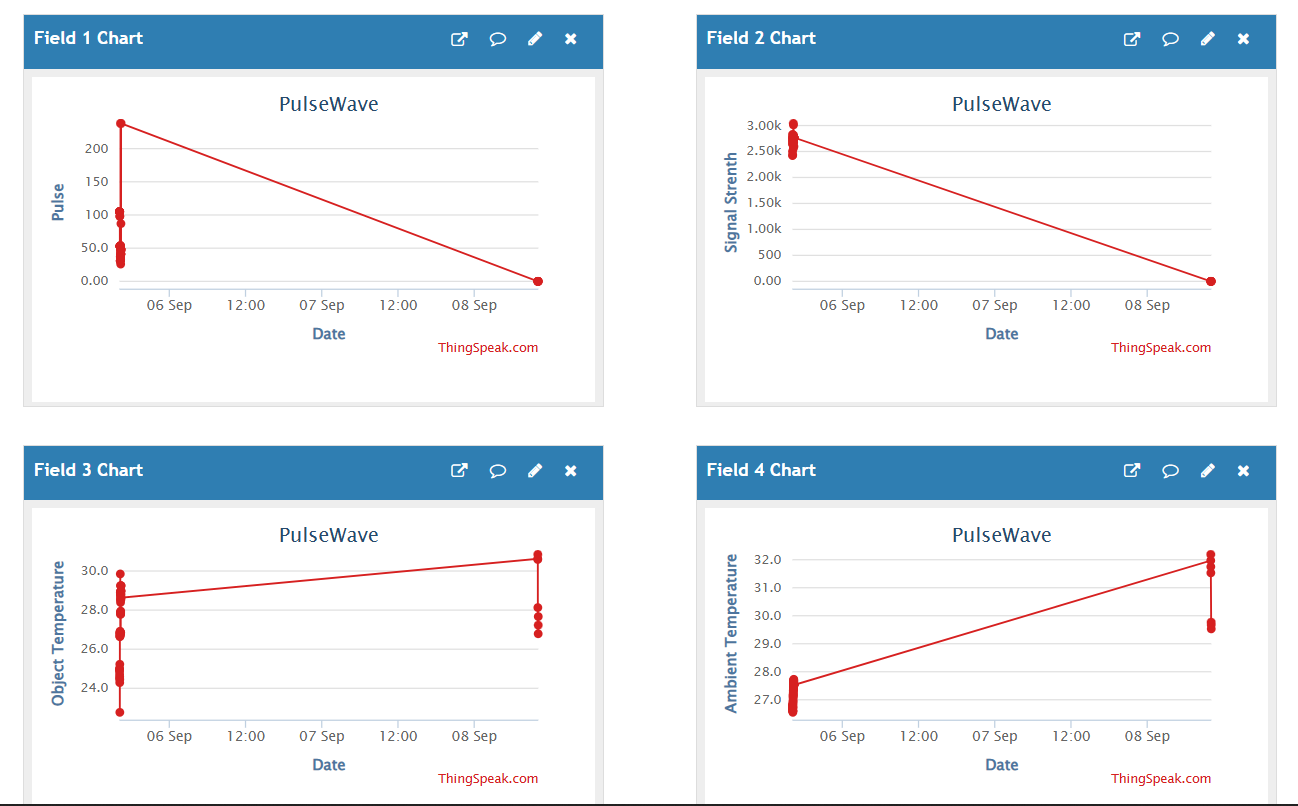 Field 1 Chart
PulseWave
Pulse
200
150
100
50.0
0.00
06 Sep 12:00 07 Sep 12:00 08 Sep
Date
ThingSpeak.com
Field 2 Chart
PulseWave
Signal Strenth
3.00k
2.50k
2.00k
1.50k
1.00k
500
0.00
06 Sep 12:00 07 Sep 12:00 08 Sep
Date
ThingSpeak.com
Field 3 Chart
PulseWave
Object Temperature
30.0
28.0
26.0
24.0
06 Sep 12:00 07 Sep 12:00 08 Sep
Date
ThingSpeak.com
Field 4 Chart
PulseWave
Ambient Temperature
32.0
31.0
30.0
29.0
28.0
27.0
06 Sep 12:00 07 Sep 12:00 08 Sep
Date
ThingSpeak.com